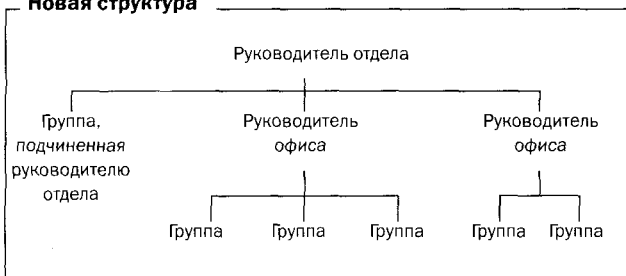 Новая структура
Руководитель отдела
Группа,
подчиненная
руководителю
отдела
Руководитель
офиса
Руководитель
офиса
Группа Группа Группа Группа Группа